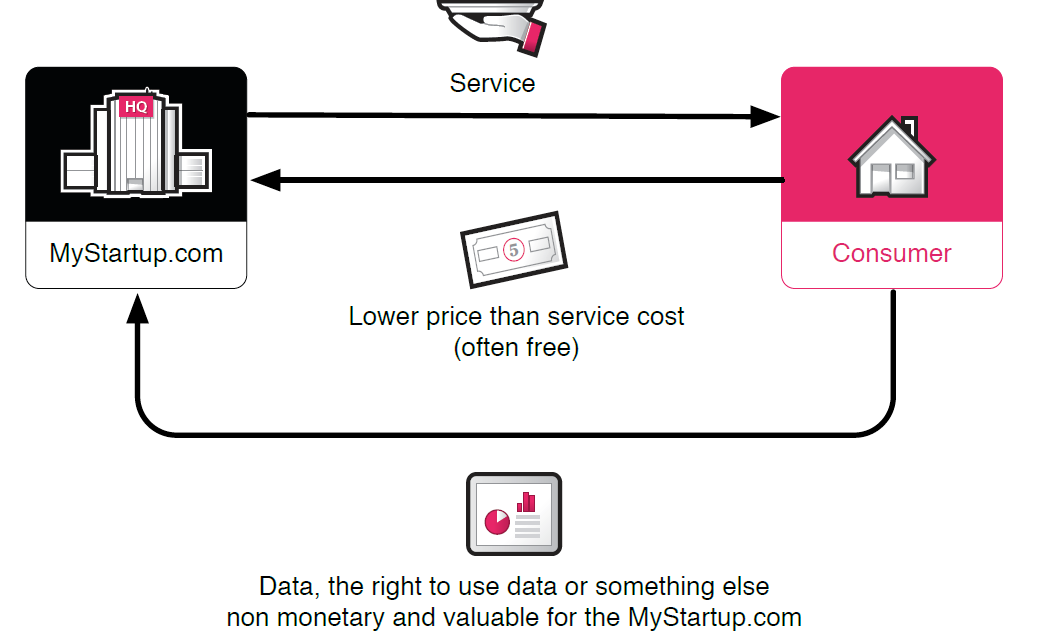 Service
HQ
MyStartup.com
Consumer
5
Lower price than service cost
(often free)
Data, the right to use data or something else
non monetary and valuable for the MyStartup.com